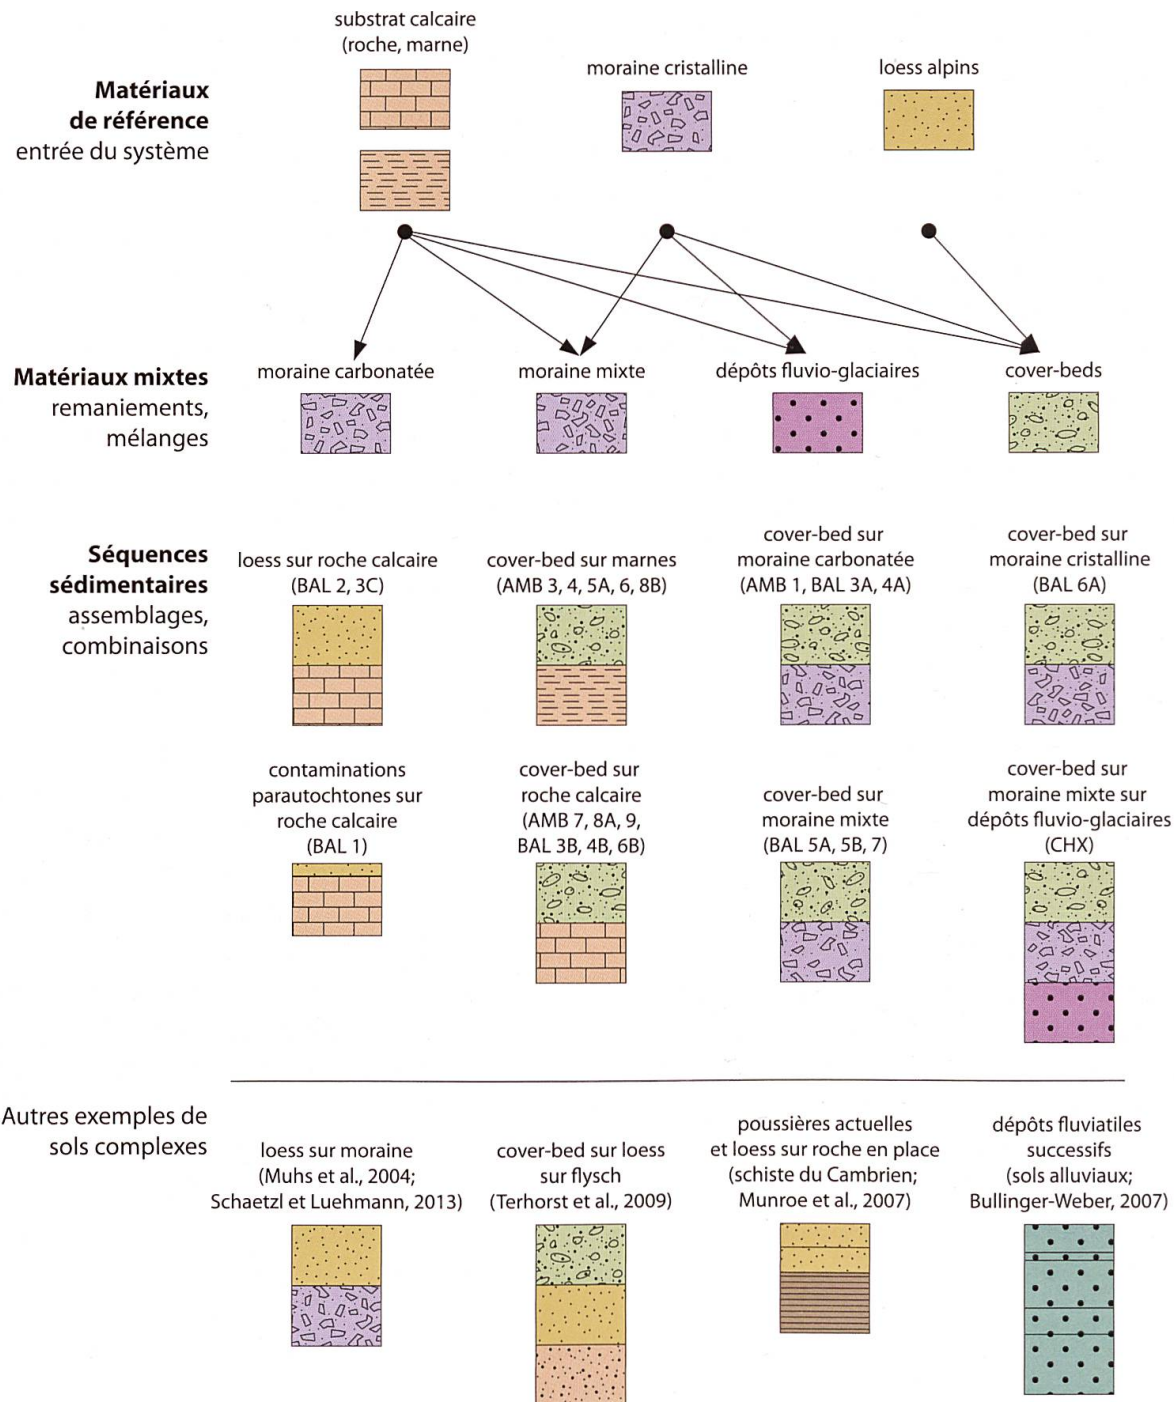 substrat calcaire
(roche, marne)
moraine cristalline
loess alpins
Matériaux
de référence
entrée du système
Matériaux mixtes
remaniements,
mélanges
moraine carbonatée
moraine mixte
dépôts fluvio-glaciaires
cover-beds
Séquences
sédimentaires
assemblages,
combinaisons
loess sur roche calcaire
(BAL 2, 3C)
cover-bed sur marnes
(AMB 3, 4, 5A, 6, 8B)
cover-bed sur
moraine carbonatée
(AMB 1, BAL 3A, 4A)
cover-bed sur
moraine cristalline
(BAL 6A)
contaminations
parautochtones sur
roche calcaire
(BAL 1)
cover-bed sur
roche calcaire
(AMB 7, 8A, 9,
BAL 3B, 4B, 6B)
cover-bed sur
moraine mixte
(BAL 5A, 5B, 7)
cover-bed sur
moraine mixte sur
dépôts fluvio-glaciaires
(CHX)
Autres exemples de
sols complexes
loess sur moraine
(Muhs et al., 2004;
Schaetzl et Luehmann, 2013)
cover-bed sur loess
sur flysch
(Terhorst et al., 2009)
poussières actuelles
et loess sur roche en place
(schiste du Cambrien;
Munroe et al., 2007)
dépôts fluviatiles
successifs
(sols alluviaux;
Bullinger-Weber, 2007)